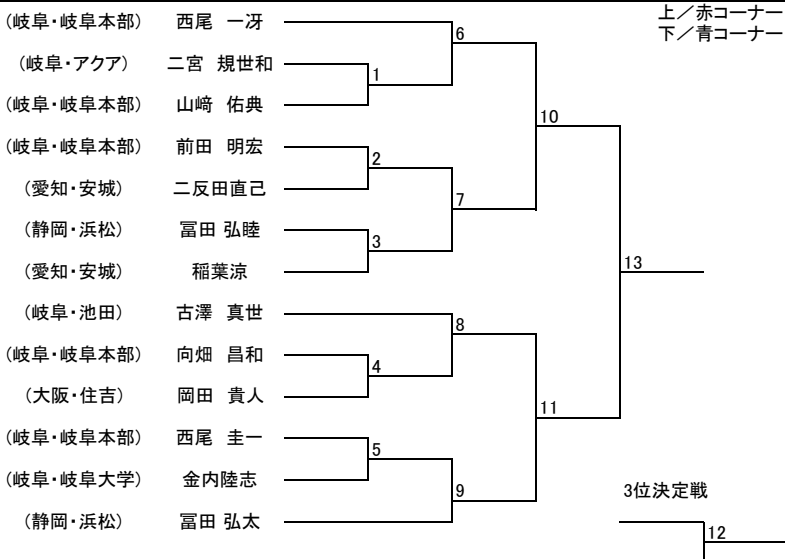 上／赤コーナー
下／青コーナー
(岐阜・岐阜本部) 西尾 一冴
6
(岐阜・アクア) 二宮 規世和
1
(岐阜・岐阜本部) 山﨑 佑典
10
(岐阜・岐阜本部) 前田 明宏
2
(愛知・安城) 二反田直己
7
(静岡・浜松) 冨田 弘睦
3
(愛知・安城) 稲葉涼
13
(岐阜・池田) 古澤 真世
8
(岐阜・岐阜本部) 向畑 昌和
4
(大阪・住吉) 岡田 貴人
11
(岐阜・岐阜本部) 西尾 圭一
5
(岐阜・岐阜大学) 金内陸志
9
3位決定戦
(静岡・浜松) 冨田 弘太
12